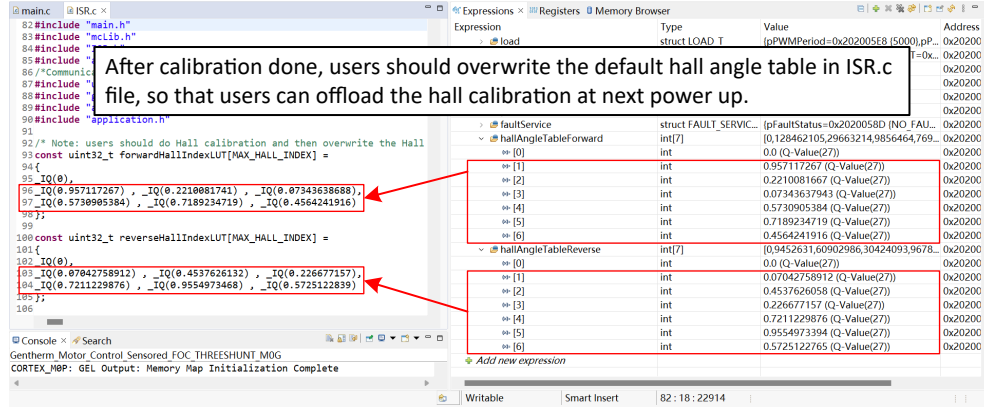 main.c ISR.c
82 #include "main.h"
83 #include "mcLib.h"
84 #include "
85 #include "a
86 /*Communica
87 #include "
88 #include "
89 #include "
90 #include "application.h"
91
92 /* Note: users should do Hall calibration and then overwrite the Hall
93 const uint32_t forwardHallIndexLUT[MAX_HALL_INDEX] =
94 {
95 _IQ(0),
96 _IQ(0.957117267) , _IQ(0.2210081741) , _IQ(0.07343638688),
97 _IQ(0.5730905384) , _IQ(0.7189234719) , _IQ(0.4564241916)
98 };
99
100 const uint32_t reverseHallIndexLUT[MAX_HALL_INDEX] =
101 {
102 _IQ(0),
103 _IQ(0.07042758912) , _IQ(0.4537626132) , _IQ(0.226677157),
104 _IQ(0.7211229876) , _IQ(0.9554973468) , _IQ(0.5725122839)
105 };
106
After calibration done, users should overwrite the default hall angle table in ISR.c
file, so that users can offload the hall calibration at next power up.
Console Search
Gentherm_Motor_Control_Sensored_FOC_THREESHUNT_M0G
CORTEX_M0P: GEL Output: Memory Map Initialization Complete
Expressions Registers Memory Browser
Expression Type Value Address
load struct LOAD_T {pPWMPeriod=0x202005E8 {5000},pP... 0x20200
T=0x... 0x20200
0x20200
0x20200
0x20200
faultService struct FAULT_SERVIC... {pFaultStatus=0x2020058D {NO_FAU... 0x20200
hallAngleTableForward int[7] [0,128462105,29663214,9856464,769... 0x20200
[0] int 0.0 (Q-Value(27)) 0x20200
[1] int 0.957117267 (Q-Value(27)) 0x20200
[2] int 0.2210081667 (Q-Value(27)) 0x20200
[3] int 0.07343637943 (Q-Value(27)) 0x20200
[4] int 0.5730905384 (Q-Value(27)) 0x20200
[5] int 0.7189234719 (Q-Value(27)) 0x20200
[6] int 0.4564241916 (Q-Value(27)) 0x20200
hallAngleTableReverse int[7] [0,9452631,60902986,30424093,9678... 0x20200
[0] int 0.0 (Q-Value(27)) 0x20200
[1] int 0.07042758912 (Q-Value(27)) 0x20200
[2] int 0.4537626058 (Q-Value(27)) 0x20200
[3] int 0.226677157 (Q-Value(27)) 0x20200
[4] int 0.7211229876 (Q-Value(27)) 0x20200
[5] int 0.9554973394 (Q-Value(27)) 0x20200
[6] int 0.5725122765 (Q-Value(27)) 0x20200
Add new expression
Writable Smart Insert 82 : 18 : 22914